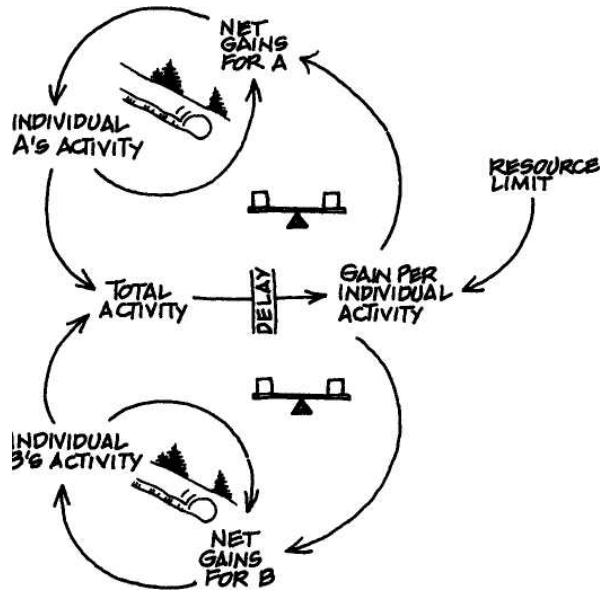 NET
GAINS
FOR A
INDIVIDUAL
A'S ACTIVITY
RESOURCE
LIMIT
TOTAL
ACTIVITY
DELAY
GAIN PER
INDIVIDUAL
ACTIVITY
INDIVIDUAL
B'S ACTIVITY
NET
GAINS
FOR B